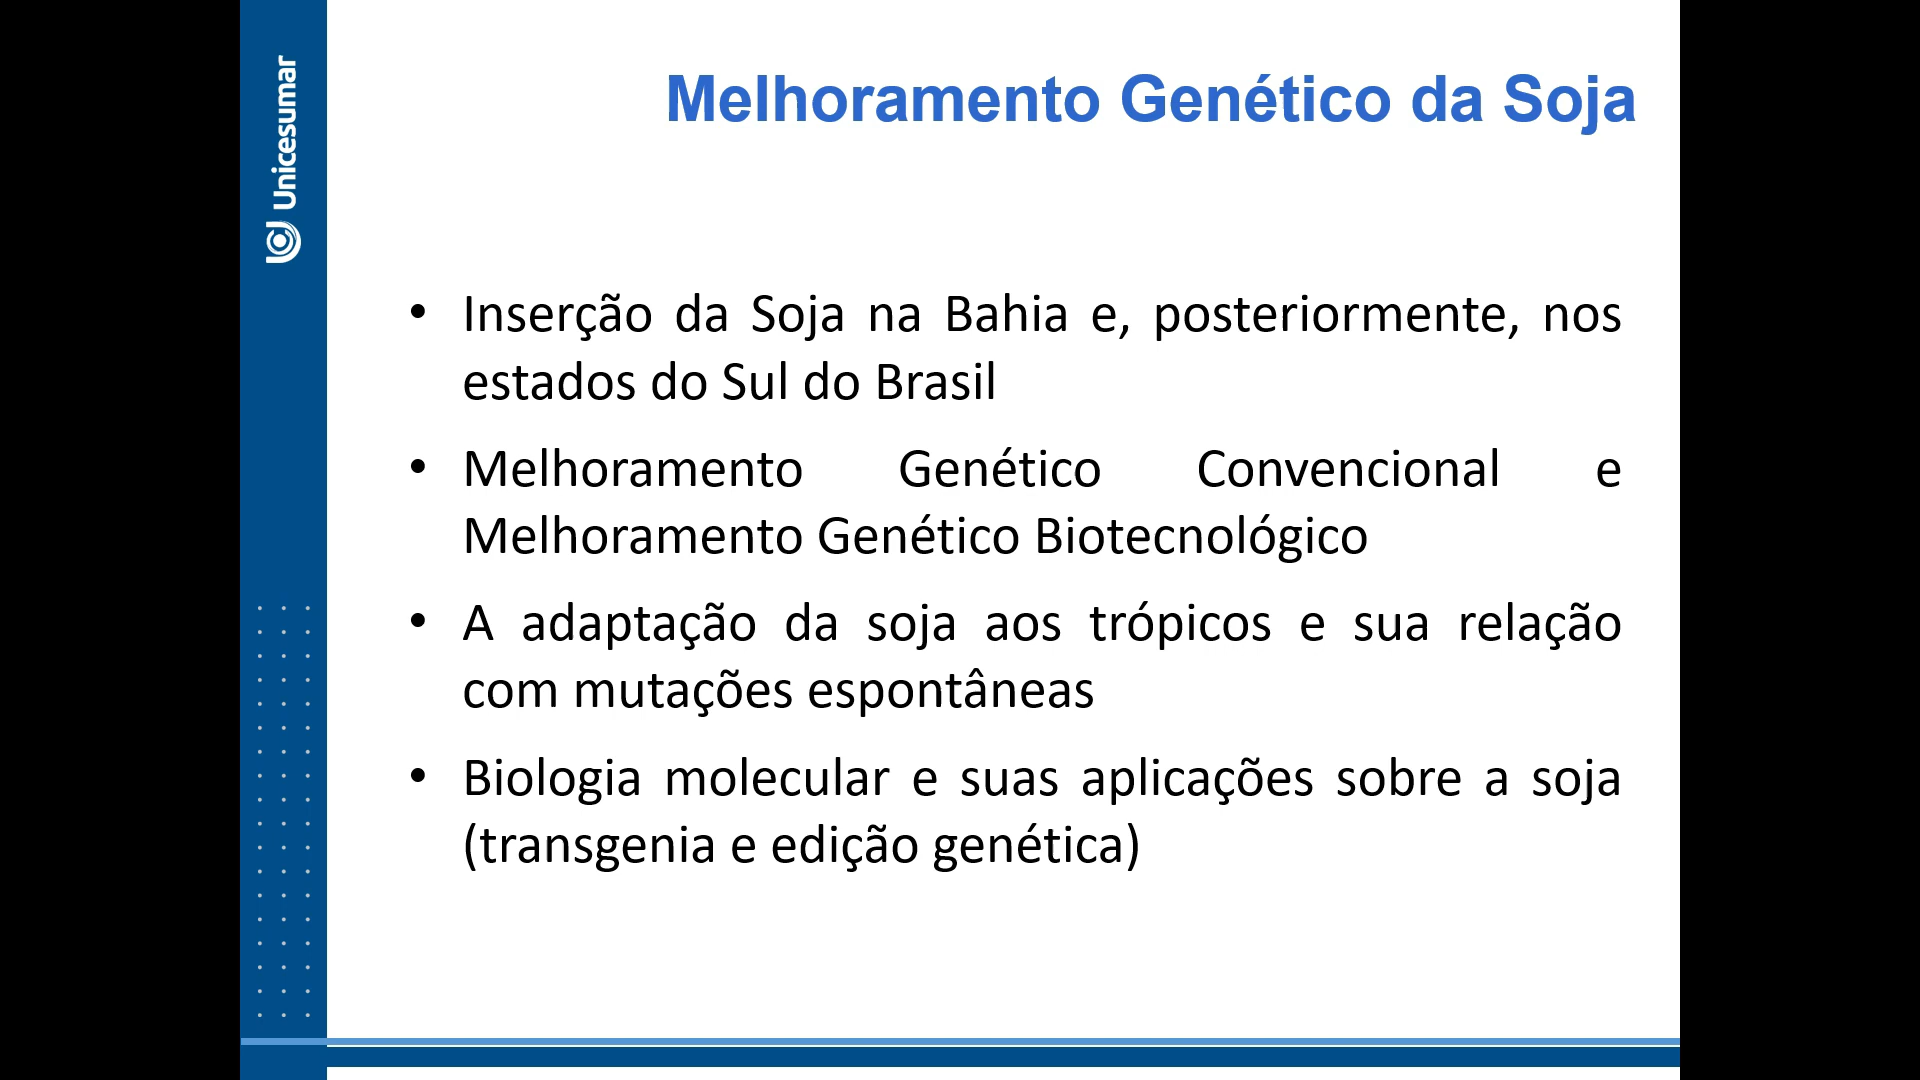 Unicesumar
Melhoramento Genético da Soja
• Inserção da Soja na Bahia e, posteriormente, nos
estados do Sul do Brasil
• Melhoramento Genético Convencional e
Melhoramento Genético Biotecnológico
• A adaptação da soja aos trópicos e sua relação
com mutações espontâneas
• Biologia molecular e suas aplicações sobre a soja
(transgenia e edição genética)